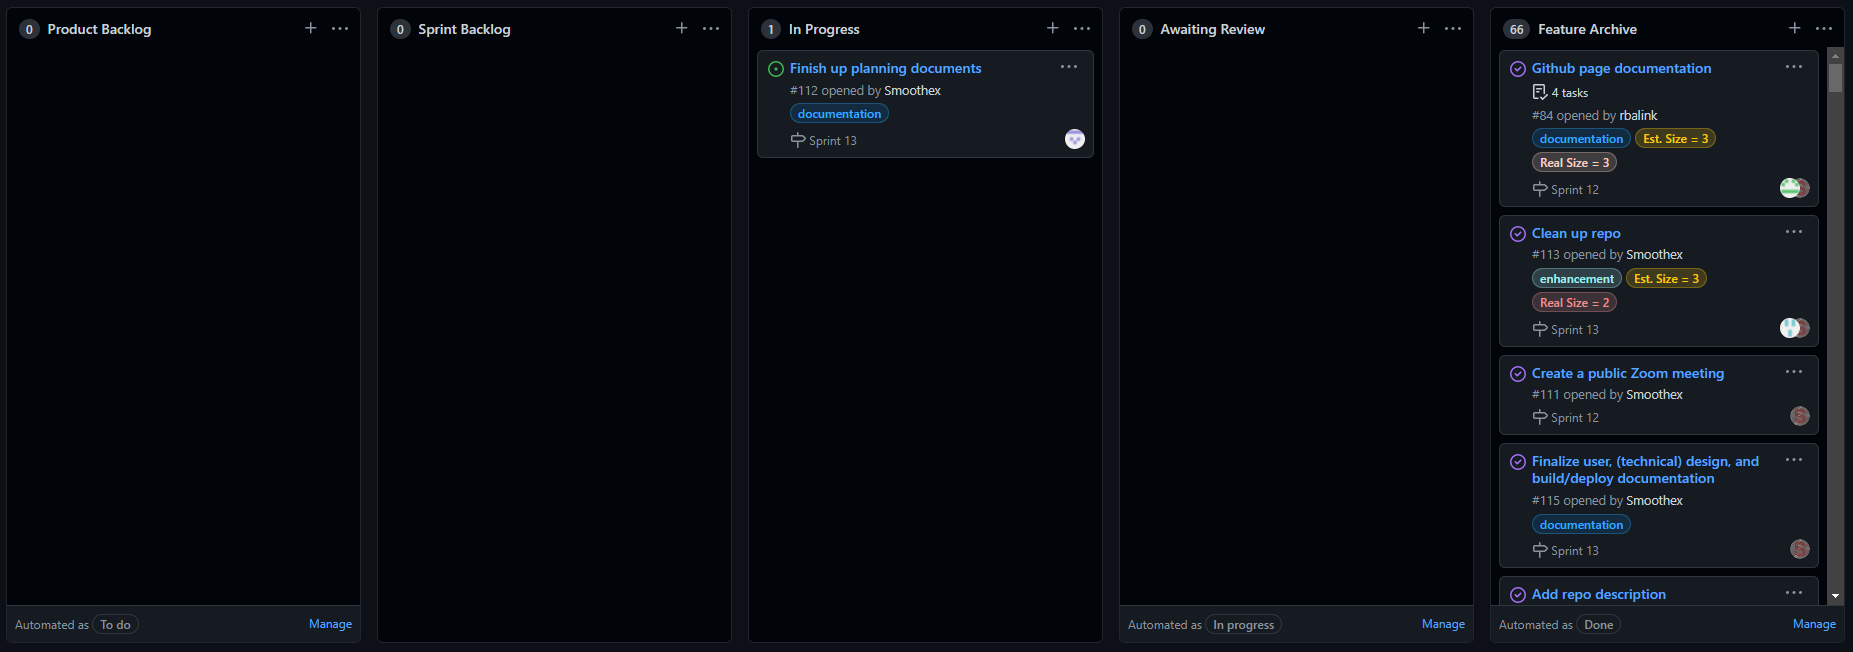 0 Product Backlog
Automated as To do Manage
0 Sprint Backlog
1 In Progress
Finish up planning documents
#112 opened by Smoothex
documentation
Sprint 13
0 Awaiting Review
Automated as In progress Manage
66 Feature Archive
Github page documentation
4 tasks
#84 opened by rbalink
documentation Est. Size = 3
Real Size = 3
Sprint 12
Clean up repo
#113 opened by Smoothex
enhancement Est. Size = 3
Real Size = 2
Sprint 13
Create a public Zoom meeting
#111 opened by Smoothex
Sprint 12
Finalize user, (technical) design, and
build/deploy documentation
#115 opened by Smoothex
documentation
Sprint 13
Add repo description
Automated as Done Manage